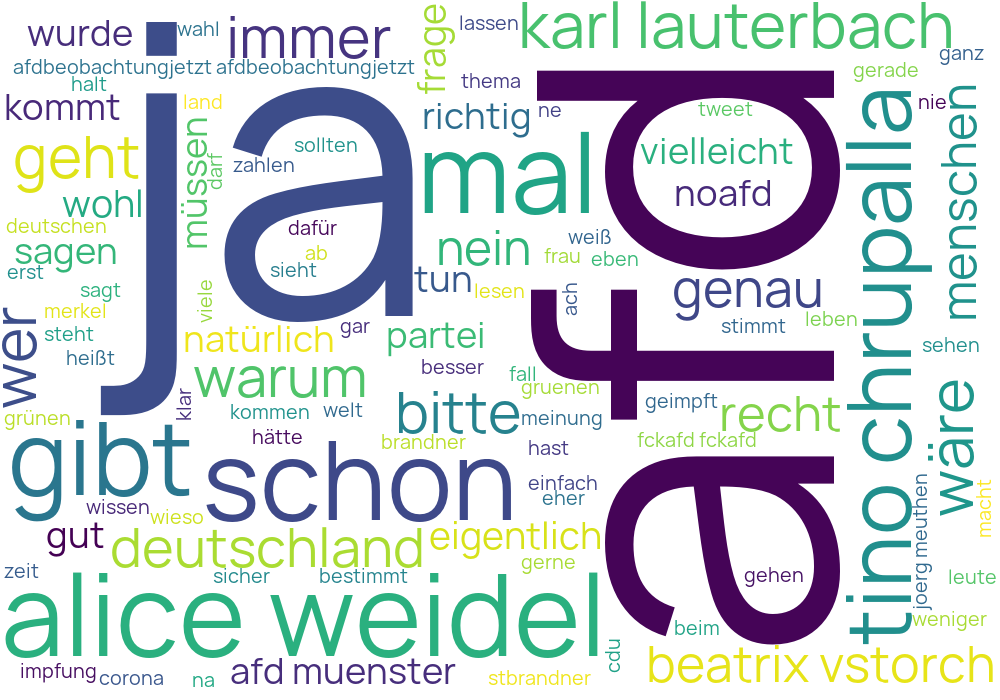 wurde
wahl
immer
frage
lassen
karl lauterbach
ganz
afdbeobachtungjetzt afdbeobachtungjetzt
halt
thema
gerade
kommt
land
ja
richtig
ne
afd
tweet
nie
geht
müssen
darf
zahlen
sollten
mal
vielleicht
tino chrupalla
menschen
wohl
noafd
deutschen
dafür
nein
weiß
sagen
ab
frau
eben
erst
sieht
tun
lesen
ach
genau
sagt
viele
merkel
gar
stimmt
leben
wer
steht
natürlich
partei
sehen
heißt
warum
besser
fall
gruenen
wäre
klar
grünen
kommen
welt
bitte
meinung
geimpft
recht
gibt
hätte
brandner
hast
fckafd fckafd
schon
einfach
eher
wissen
wieso
joerg meuthen
macht
gut
deutschland
eigentlich
gerne
zeit
sicher
bestimmt
gehen
leute
alice weidel
weniger
beim
cdu
impfung
corona
na
afd muenster
stbrandner
beatrix vstorch